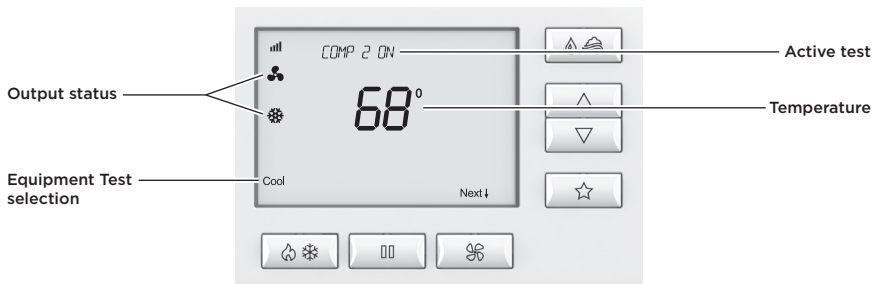 COMP 2 ON
Active test
Output status
68°
Temperature
Equipment Test
selection
Cool
Next↓